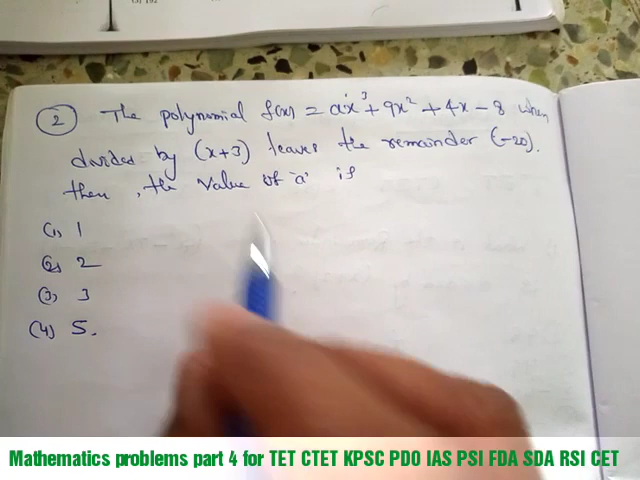 (2) The polynomial f(x) = ax³ + 9x² + 4x - 8 when
divided by (x+3) leaves the remainder (-20).
then, the value of 'a' is
(1) 1
(2) 2
(3) 3
(4) 5.
Mathematics problems part 4 for TET CTET KPSC PDO IAS PSI FDA SDA RSI CET